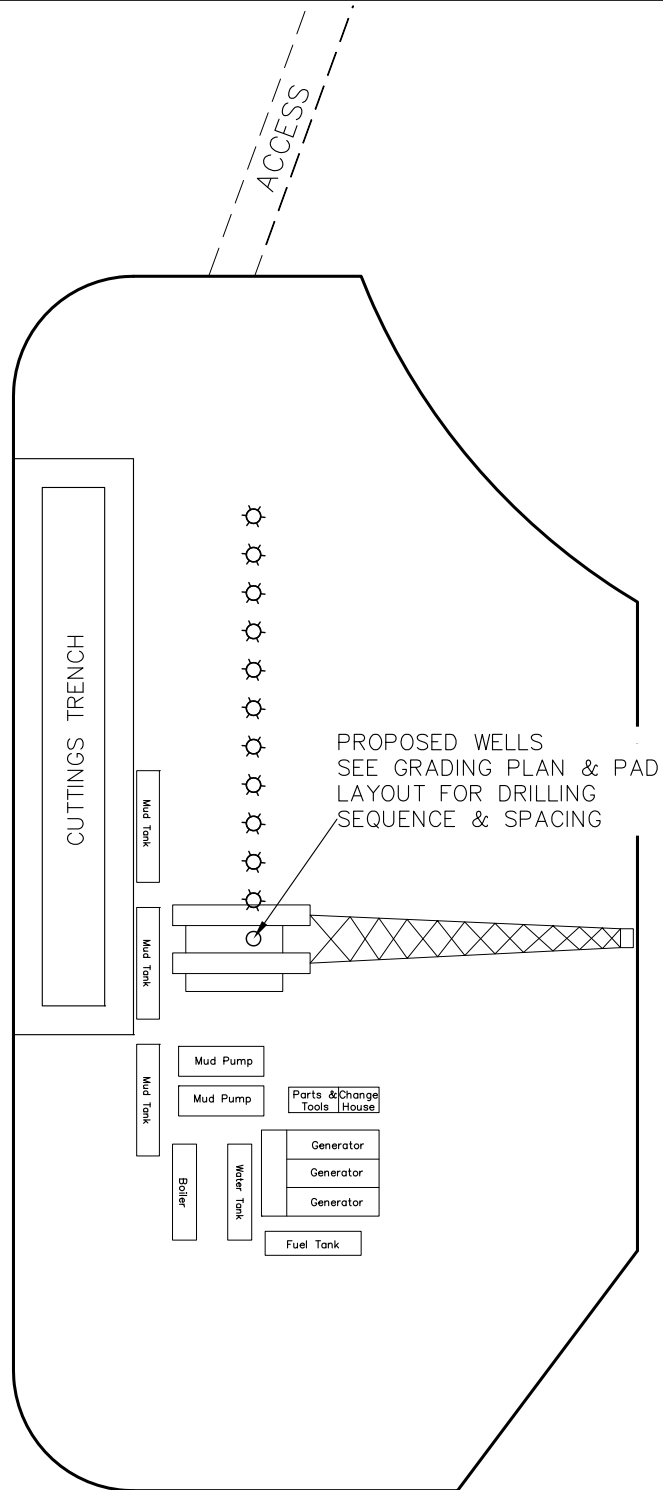 ACCESS
CUTTINGS TRENCH
PROPOSED WELLS
SEE GRADING PLAN & PAD
LAYOUT FOR DRILLING
SEQUENCE & SPACING
Mud Tank
Mud Tank
Mud Tank
Mud Pump
Mud Pump
Parts &
Tools
Change
House
Boiler
Water Tank
Generator
Generator
Generator
Fuel Tank